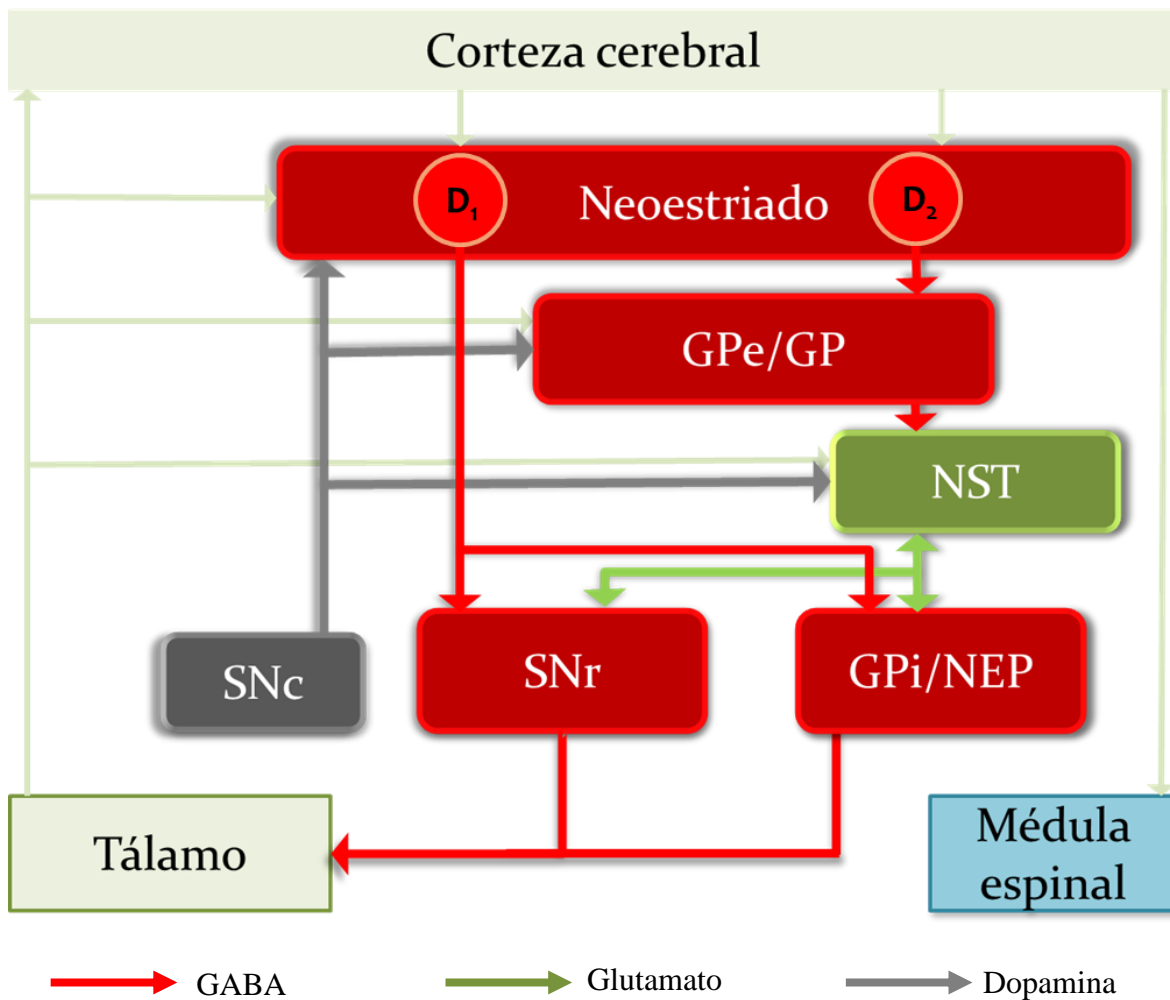 Corteza cerebral
D1
Neoestriado
D2
GPe/GP
NST
SNc
SNr
GPi/NEP
Tálamo
Médula
espinal
GABA
Glutamato
Dopamina